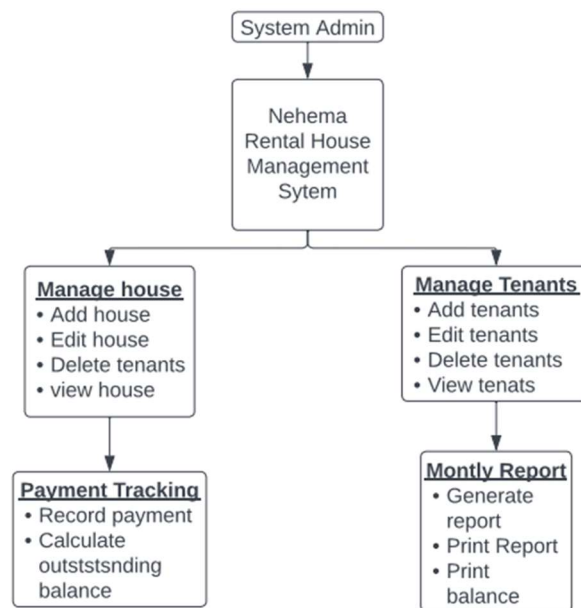 System Admin
Nehema
Rental House
Management
Sytem
Manage house
• Add house
• Edit house
• Delete tenants
• view house
Manage Tenants
• Add tenants
• Edit tenants
• Delete tenants
• View tenats
Payment Tracking
• Record payment
• Calculate
outststsnding
balance
Montly Report
• Generate
report
• Print Report
• Print
balance